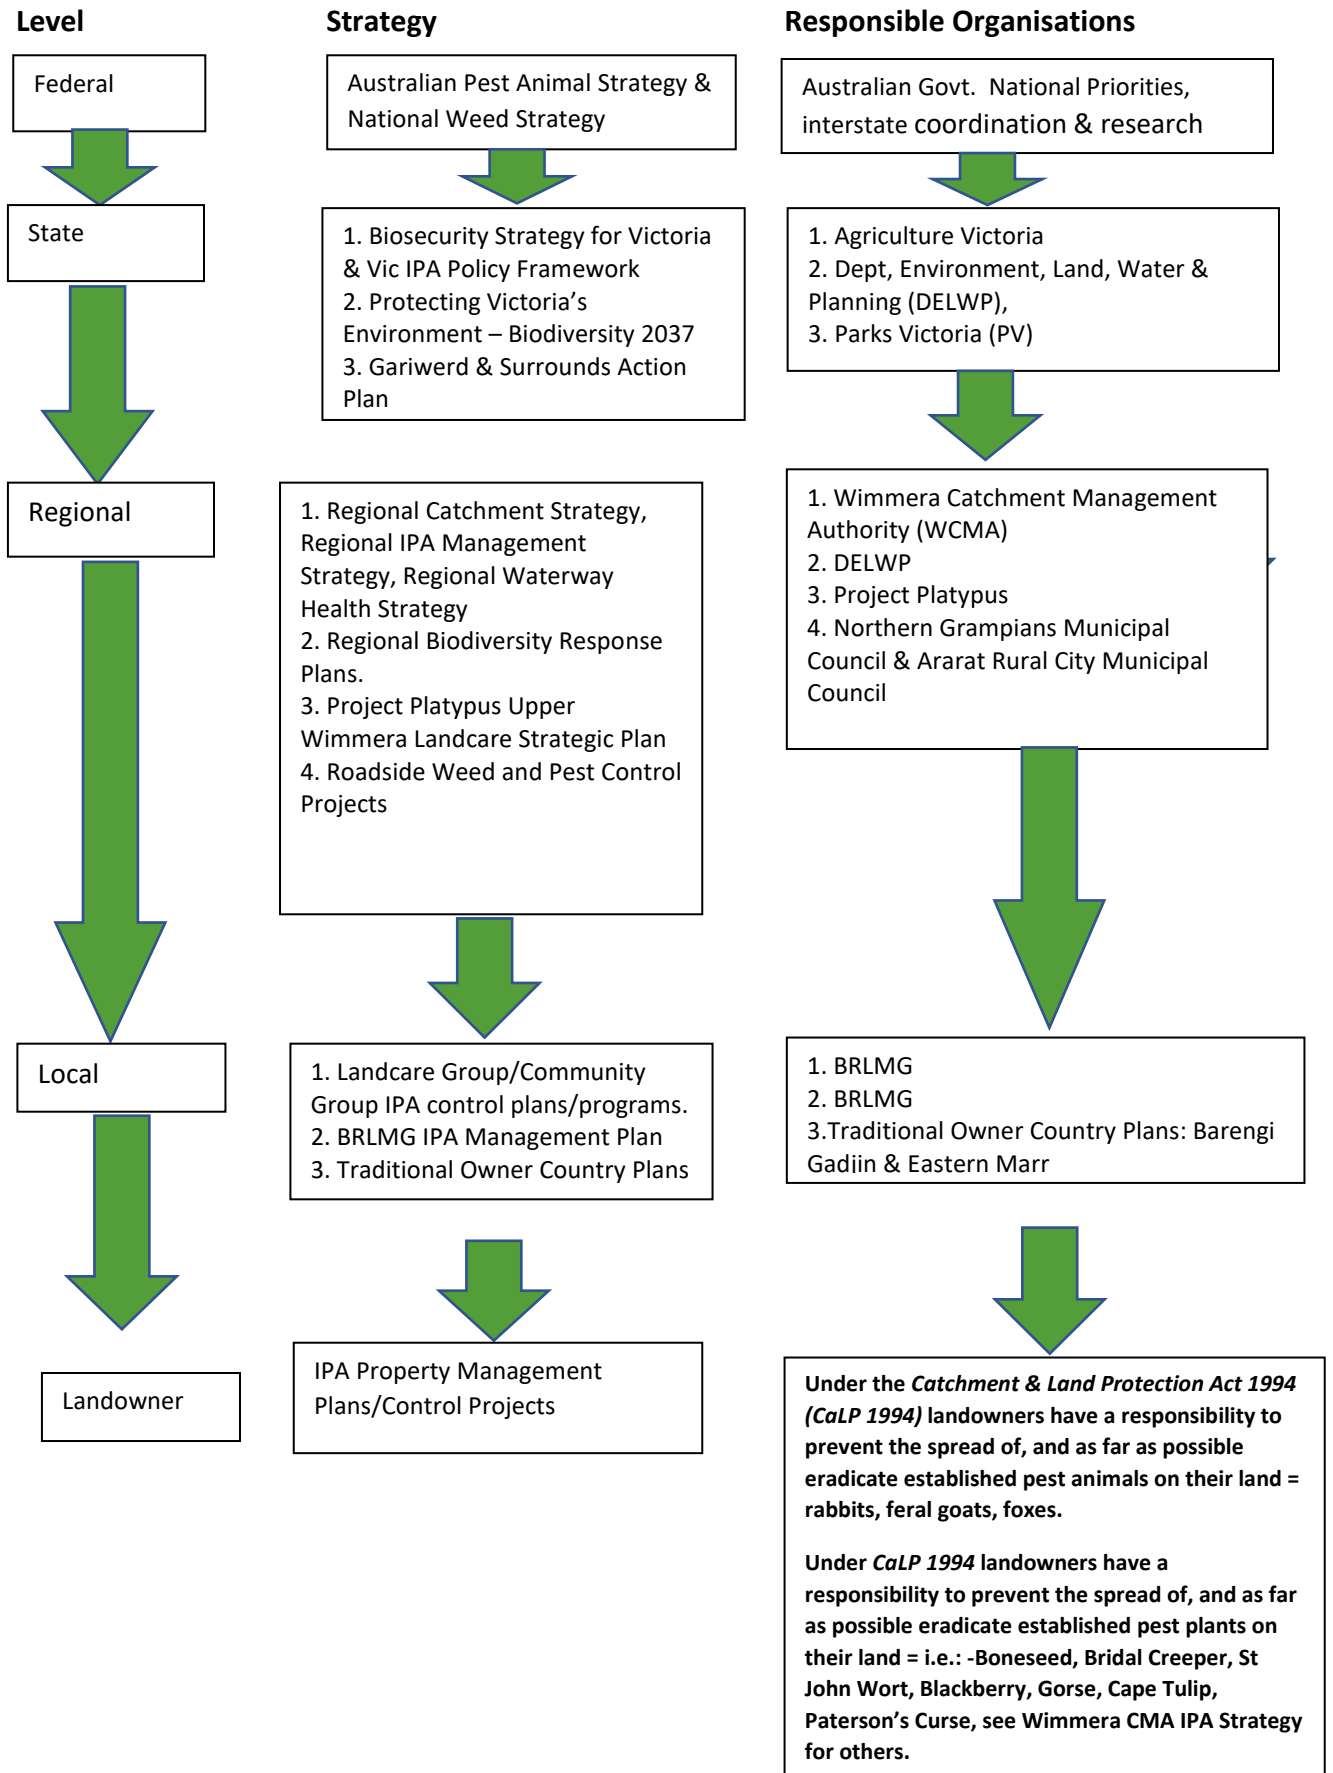 Level
Strategy
Responsible Organisations
Federal
Australian Pest Animal Strategy &
National Weed Strategy
Australian Govt.  National Priorities,
interstate coordination & research
State
1. Biosecurity Strategy for Victoria
& Vic IPA Policy Framework
2. Protecting Victoria’s
Environment – Biodiversity 2037
3. Gariwerd & Surrounds Action
Plan
1. Agriculture Victoria
2. Dept, Environment, Land, Water &
Planning (DELWP),
3. Parks Victoria (PV)
Regional
1. Regional Catchment Strategy,
Regional IPA Management
Strategy, Regional Waterway
Health Strategy
2. Regional Biodiversity Response
Plans.
3. Project Platypus Upper
Wimmera Landcare Strategic Plan
4. Roadside Weed and Pest Control
Projects
1. Wimmera Catchment Management
Authority (WCMA)
2. DELWP
3. Project Platypus
4. Northern Grampians Municipal
Council & Ararat Rural City Municipal
Council
Local
1. Landcare Group/Community
Group IPA control plans/programs.
2. BRLMG IPA Management Plan
3. Traditional Owner Country Plans
1. BRLMG
2. BRLMG
3.Traditional Owner Country Plans: Barengi
Gadjin & Eastern Marr
Landowner
IPA Property Management
Plans/Control Projects
Under the Catchment & Land Protection Act 1994
(CaLP 1994) landowners have a responsibility to
prevent the spread of, and as far as possible
eradicate established pest animals on their land =
rabbits, feral goats, foxes.
Under CaLP 1994 landowners have a
responsibility to prevent the spread of, and as far
as possible eradicate established pest plants on
their land = i.e.: -Boneseed, Bridal Creeper, St
John Wort, Blackberry, Gorse, Cape Tulip,
Paterson’s Curse, see Wimmera CMA IPA Strategy
for others.